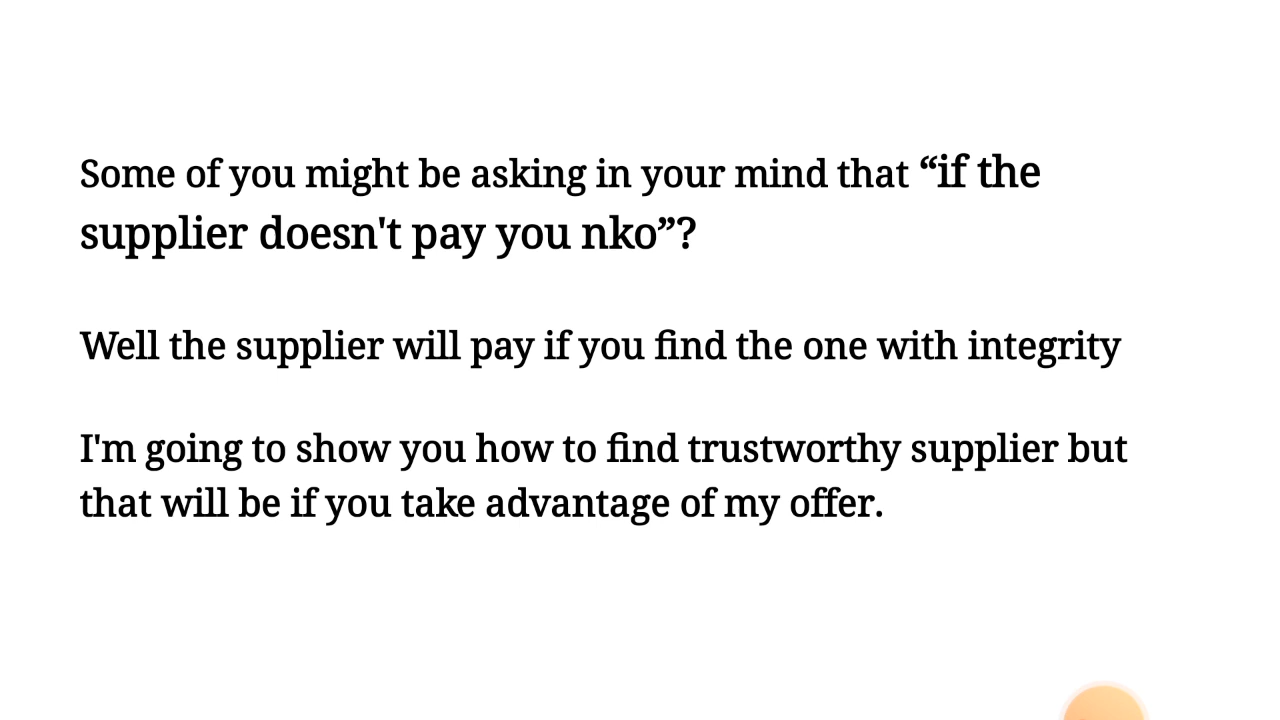 Some of you might be asking in your mind that “if the
supplier doesn't pay you nko”?
Well the supplier will pay if you find the one with integrity
I'm going to show you how to find trustworthy supplier but
that will be if you take advantage of my offer.